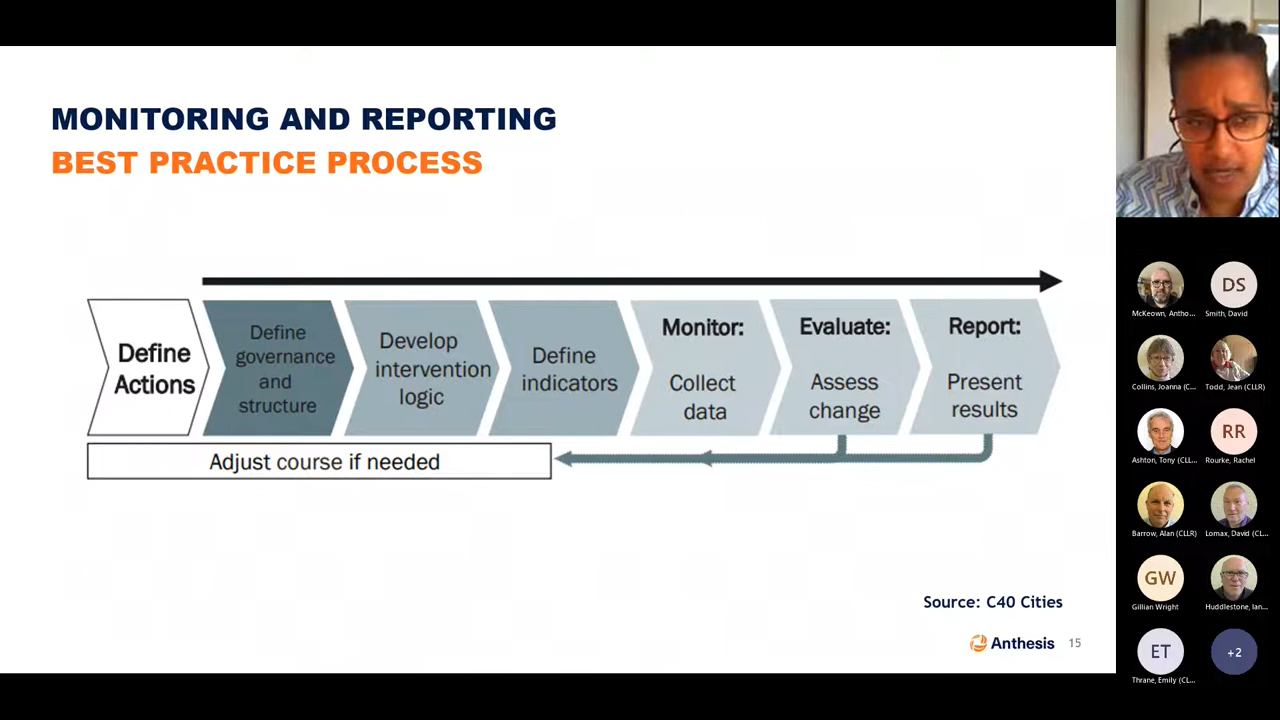 MONITORING AND REPORTING
BEST PRACTICE PROCESS
Define
Actions
Define
governance
and
structure
Develop
intervention
logic
Define
indicators
Monitor:
Collect
data
Evaluate:
Assess
change
Report:
Present
results
Adjust course if needed
Source: C40 Cities
Anthesis
15
DS
McKeown, Antho...
Smith, David
Collins, Joanna (C...
Todd, Jean (CLLR)
RR
Ashton, Tony (CLL...
Rourke, Rachel
Barrow, Alan (CLLR)
Lomax, David (CL...
GW
Gillian Wright
Huddlestone, Ian...
ET
+2
Thrane, Emily (CL...